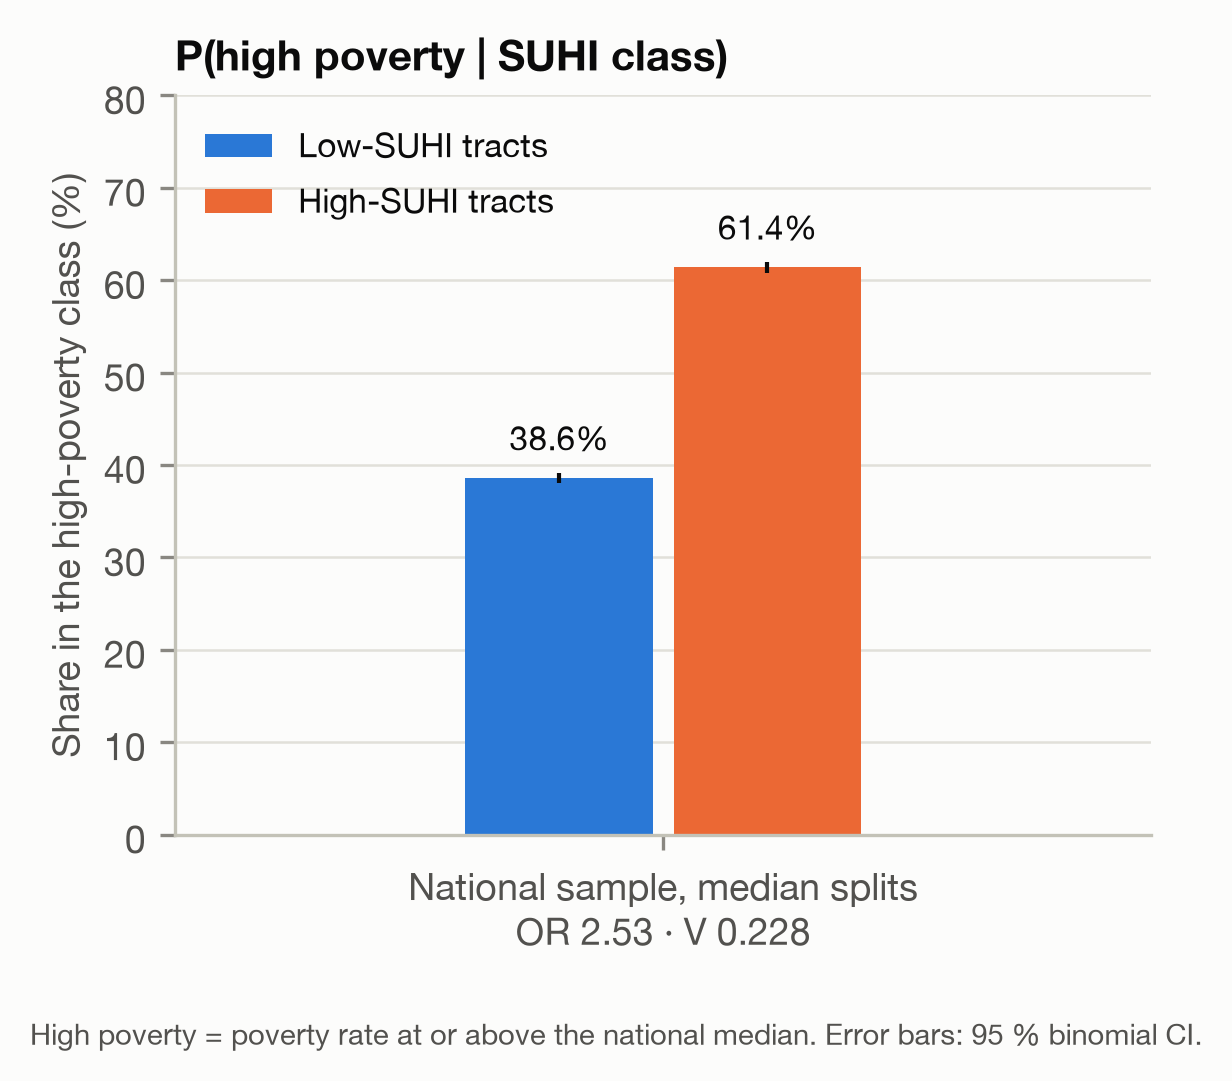 P(high poverty | SUHI class)
Low-SUHI tracts
High-SUHI tracts
Share in the high-poverty class (%)
80
70
60
50
40
30
20
10
0
38.6%
61.4%
National sample, median splits
OR 2.53 · V 0.228
High poverty = poverty rate at or above the national median. Error bars: 95 % binomial CI.